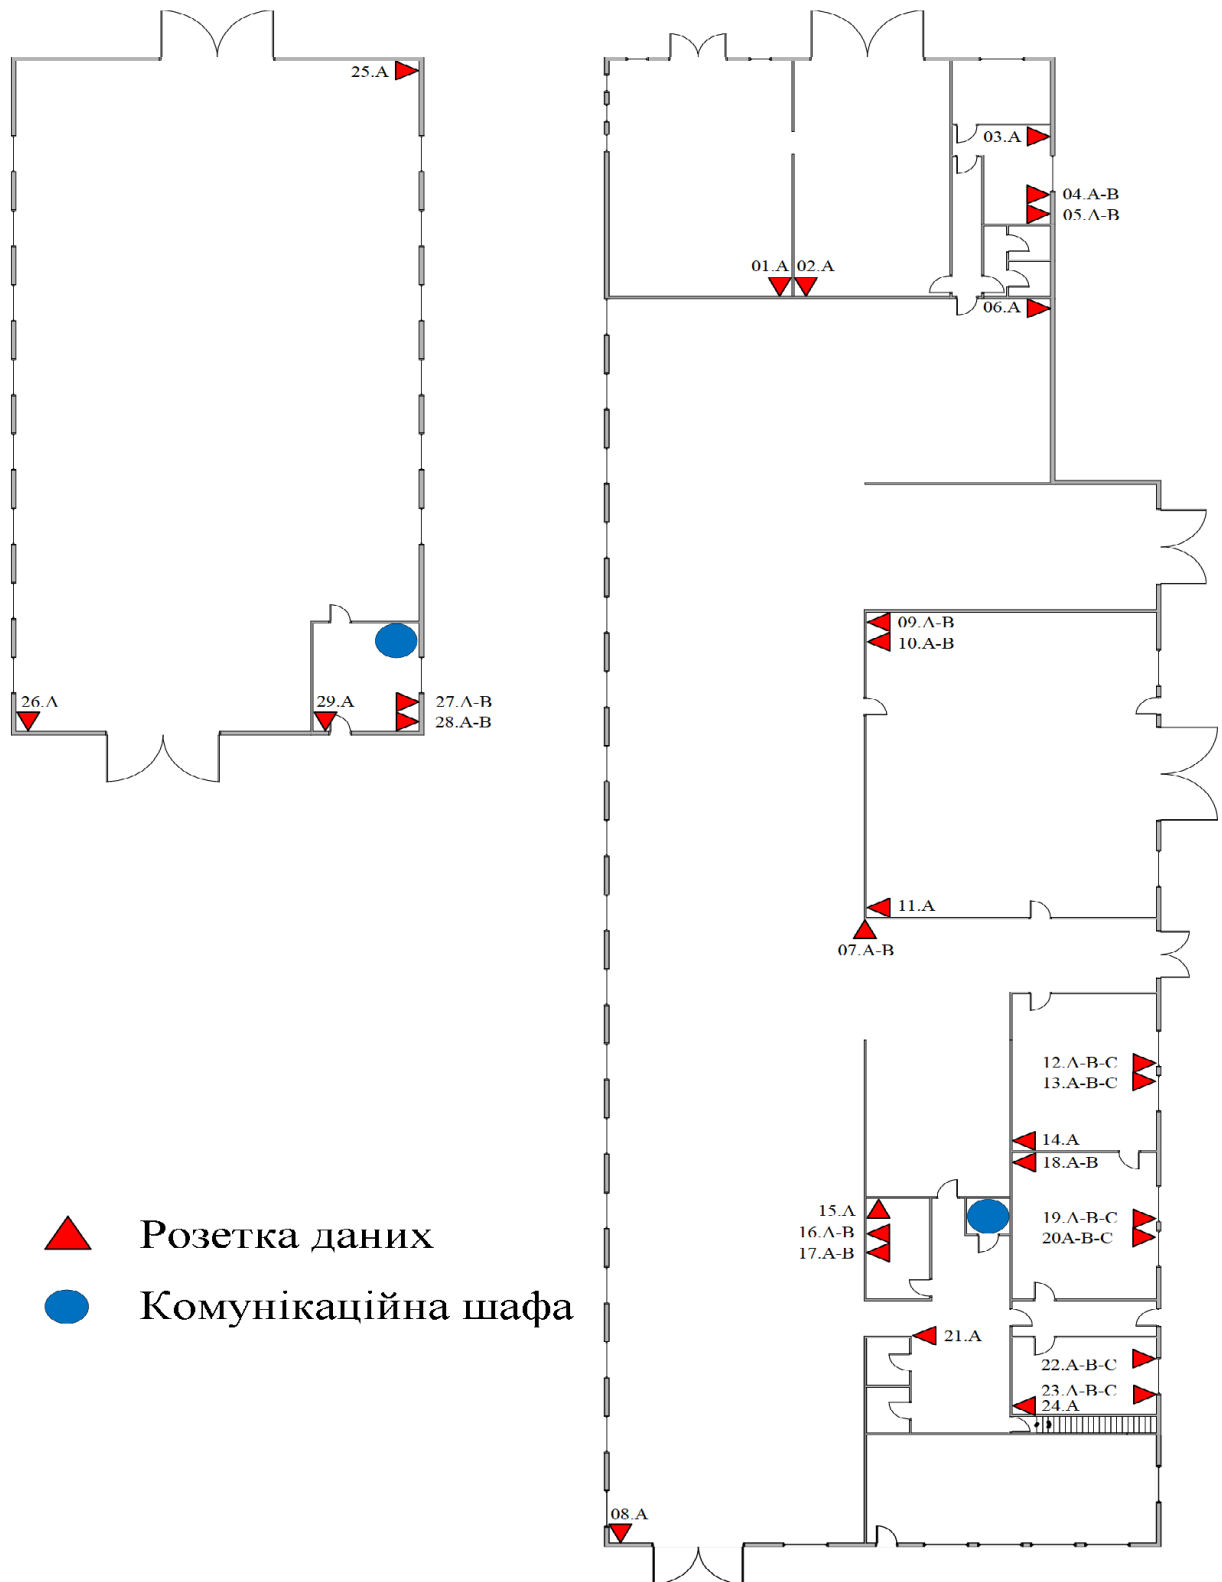 25.A
03.A
04.A-B
05.A-B
01.A 02.A
06.A
09.A-B
10.A-B
26.A
29.A
27.A-B
28.A-B
11.A
07.A-B
12.A-B-C
13.A-B-C
14.A
18.A-B
15.A
16.A-B
17.A-B
19.A-B-C
20A-B-C
Розетка даних
Комунікаційна шафа
21.A
22.A-B-C
23.A-B-C
24.A
08.A